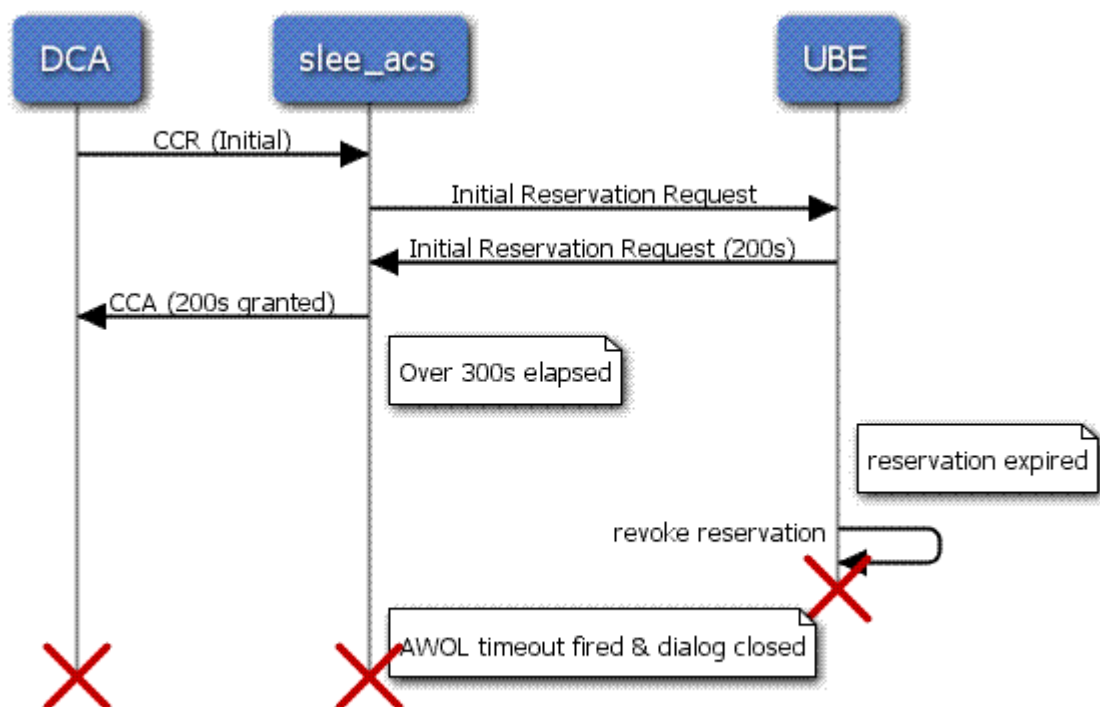 DCA
slee_acs
UBE
CCR (Initial)
Initial Reservation Request
Initial Reservation Request (200s)
CCA (200s granted)
Over 300s elapsed
reservation expired
revoke reservation
AWOL timeout fired & dialog closed